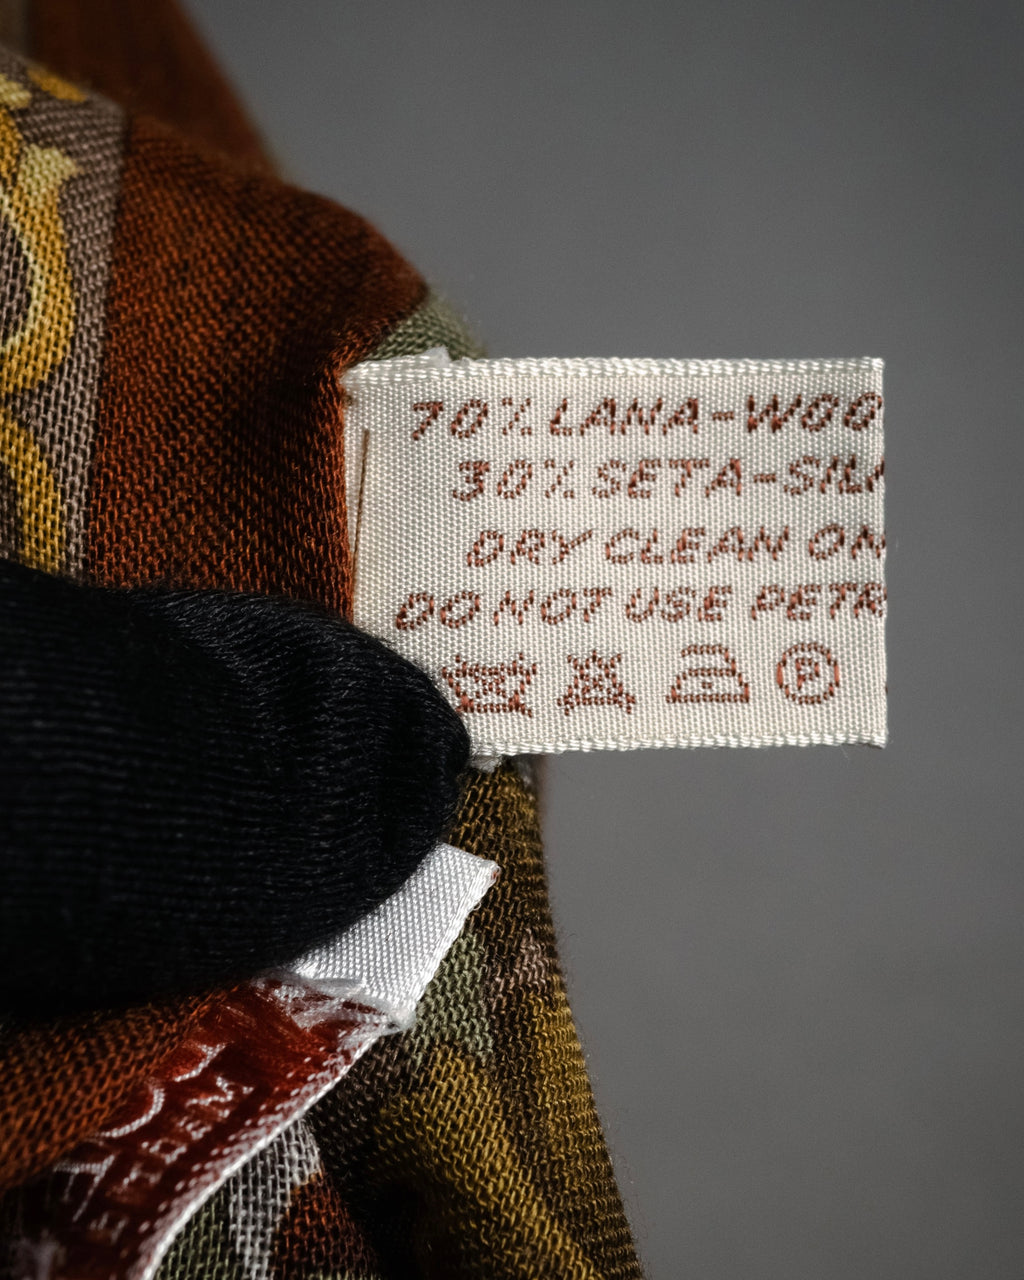 70% LANA-WOO
30% SETA-SIL
DRY CLEAN ON
DO NOT USE PETR
P